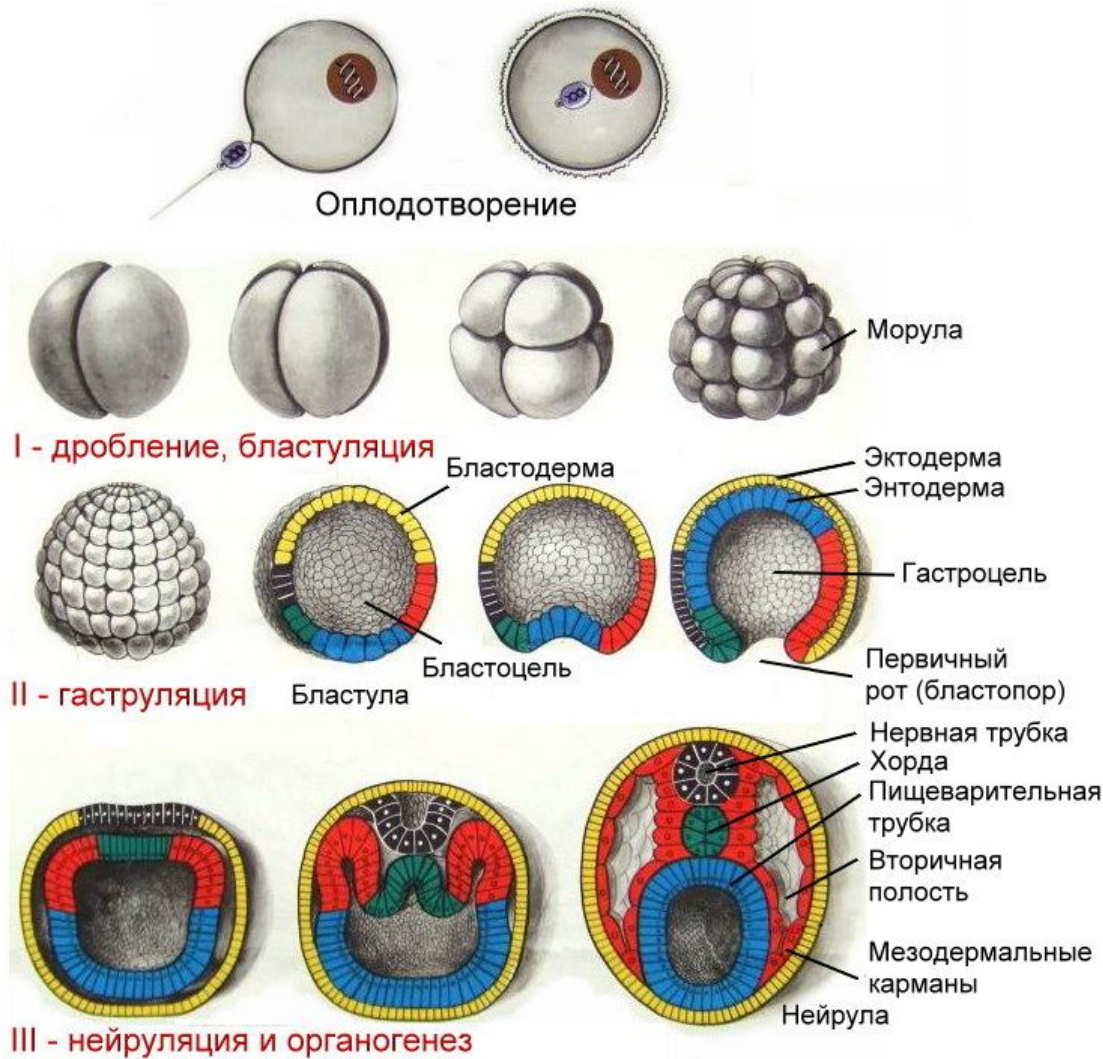 Оплодотворение
Морула
I - дробление, бластуляция
Бластодерма
Эктодерма
Энтодерма
Гастроцель
Бластоцель
Первичный
рот (бластопор)
II - гаструляция
Бластула
Нервная трубка
Хорда
Пищеварительная
трубка
Вторичная
полость
Мезодермальные
карманы
Нейрула
III - нейруляция и органогенез